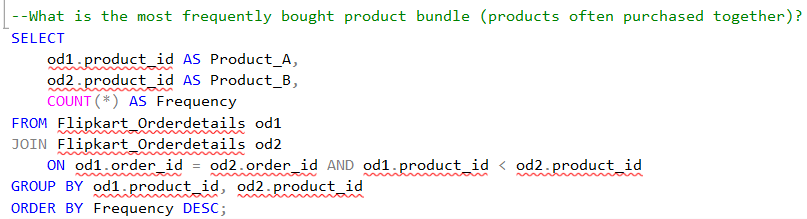 --What is the most frequently bought product bundle (products often purchased together)?
SELECT
    od1.product_id AS Product_A,
    od2.product_id AS Product_B,
    COUNT(*) AS Frequency
FROM Flipkart_Orderdetails od1
JOIN Flipkart_Orderdetails od2
    ON od1.order_id = od2.order_id AND od1.product_id < od2.product_id
GROUP BY od1.product_id, od2.product_id
ORDER BY Frequency DESC;